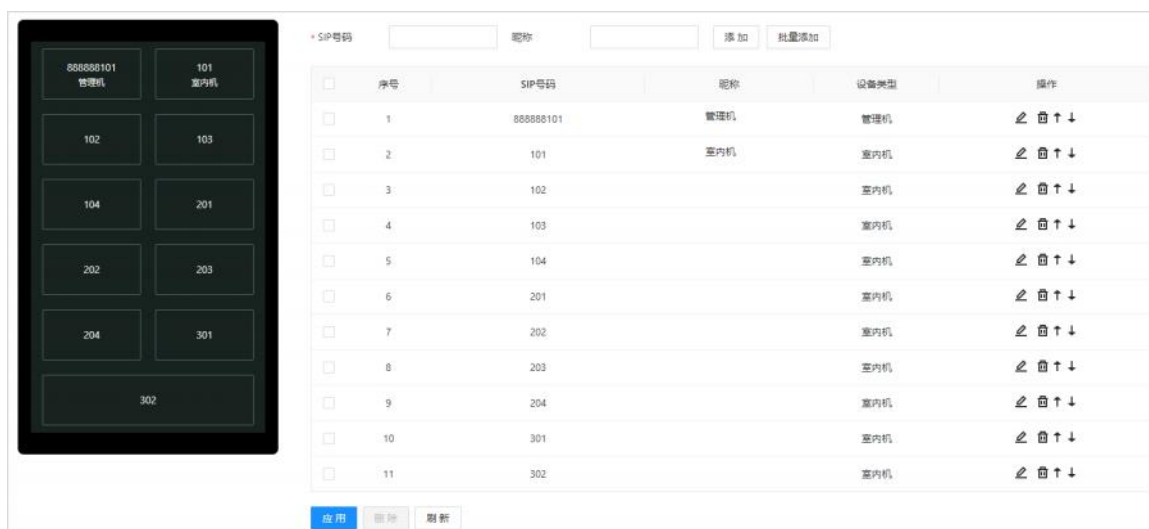 888888101
管理机
101
室内机
102
103
104
201
202
203
204
301
302
* SIP号码
昵称
添加
批量添加
序号 SIP号码 昵称 设备类型 操作
1 888888101 管理机 管理机
2 101 室内机 室内机
3 102 室内机
4 103 室内机
5 104 室内机
6 201 室内机
7 202 室内机
8 203 室内机
9 204 室内机
10 301 室内机
11 302 室内机
应用 删除 刷新